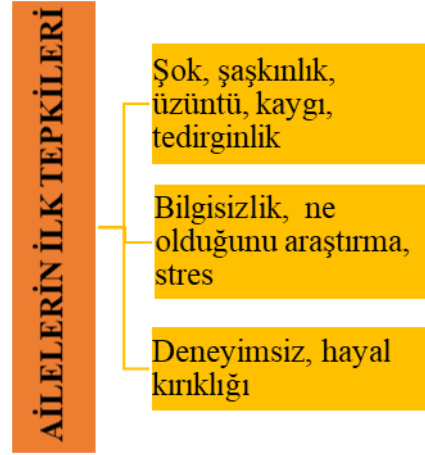 AİLELERİN İLK TEPKİLERİ
Şok, şaşkınlık,
üzüntü, kaygı,
tedirginlik
Bilgisizlik, ne
olduğunu araştırma,
stres
Deneyimsiz, hayal
kırıklığı